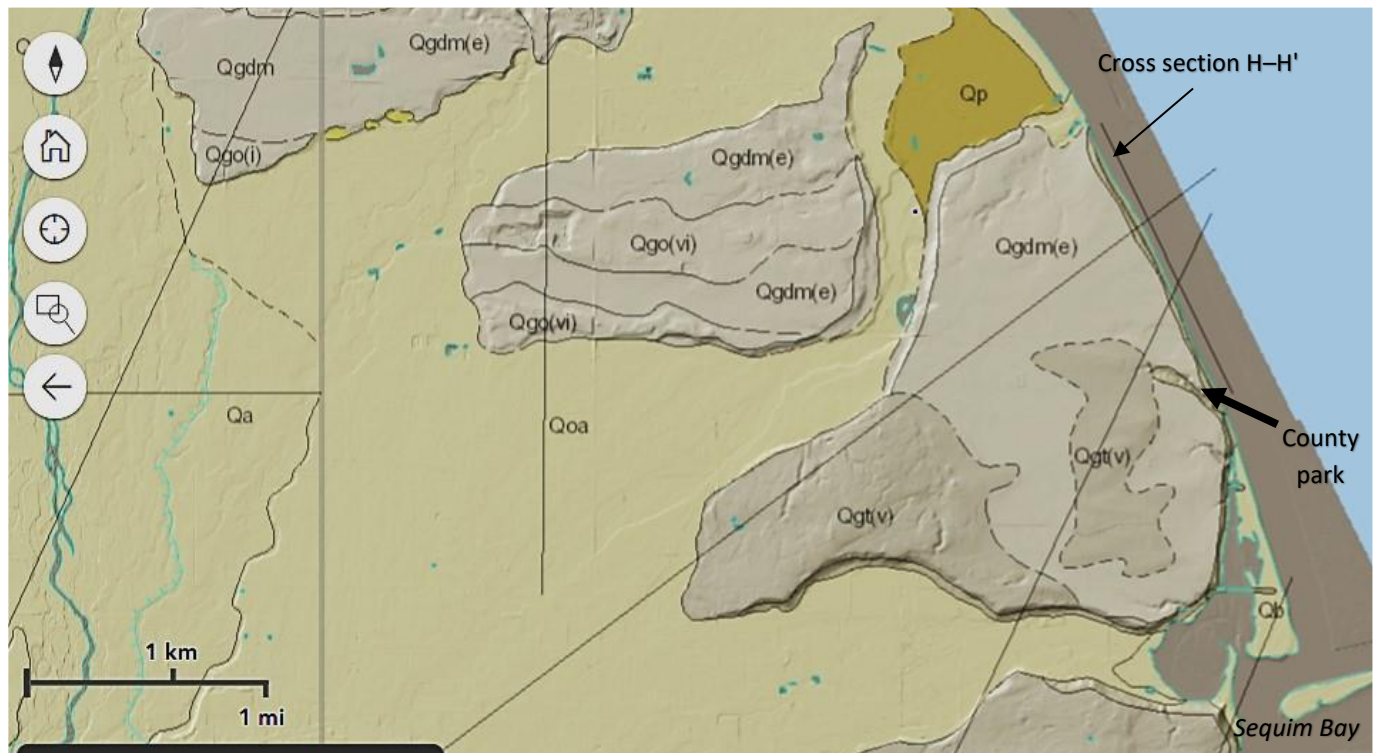 Q
Qgdm(e)
Qgdm
Cross section H–H'
Qp
Qgo(i)
Qgdm(e)
Qgo(vi)
Qgdm(e)
Qgdm(e)
Qgo(vi)
Qa
Qoa
County
park
Qgt(v)
Qgt(v)
Qb
1 km
1 mi
Sequim Bay